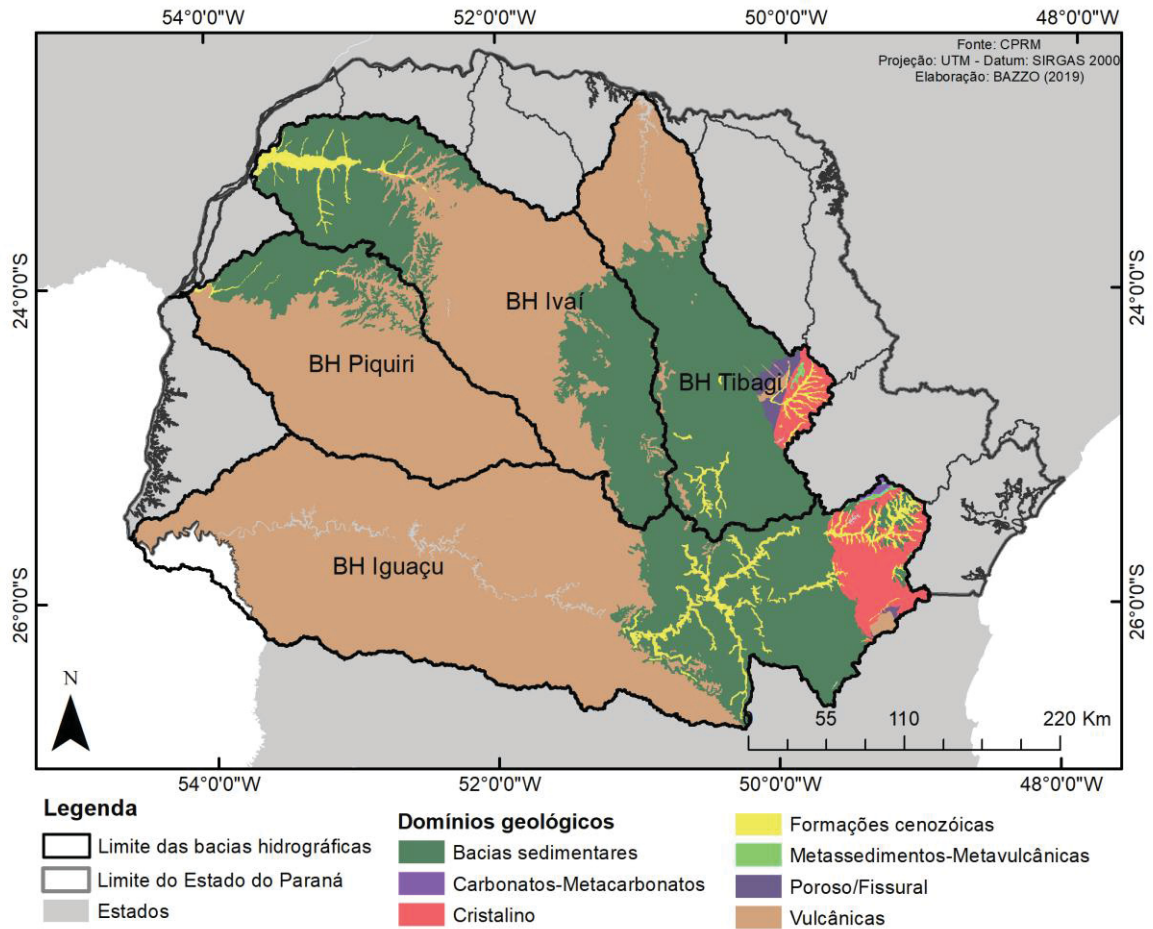 54°0'0"W
52°0'0"W
50°0'0"W
48°0'0"W
Fonte: CPRM
Projeção: UTM - Datum: SIRGAS 2000
Elaboração: BAZZO (2019)
24°0'0"S
24°0'0"S
BH Ivaí
BH Piquiri
BH Tibagi
BH Iguaçu
26°0'0"S
26°0'0"S
N
55 110 220 Km
54°0'0"W
52°0'0"W
50°0'0"W
48°0'0"W
Legenda
Limite das bacias hidrográficas
Limite do Estado do Paraná
Estados
Domínios geológicos
Bacias sedimentares
Carbonatos-Metacarbonatos
Cristalino
Formações cenozóicas
Metassedimentos-Metavulcânicas
Poroso/Fissural
Vulcânicas